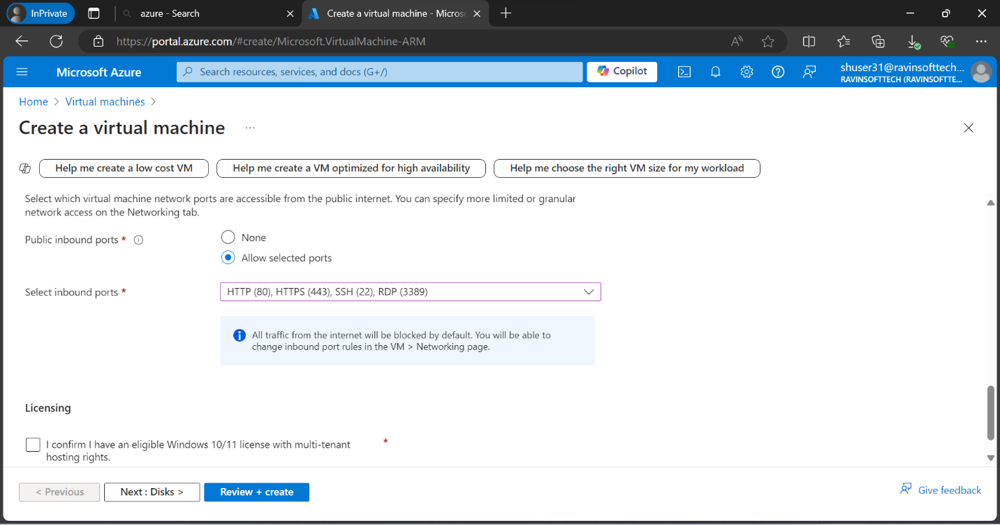 InPrivate
azure - Search
Create a virtual machine - Micros
https://portal.azure.com/#create/Microsoft.VirtualMachine-ARM
Microsoft Azure
Search resources, services, and docs (G+/)
Copilot
shuser31@ravinsofttech...
RAVINSOFTTECH (RAVINSOFTTE...
Home > Virtual machines >
Create a virtual machine ...
Help me create a low cost VM
Help me create a VM optimized for high availability
Help me choose the right VM size for my workload
Select which virtual machine network ports are accessible from the public internet. You can specify more limited or granular
network access on the Networking tab.
Public inbound ports *
None
Allow selected ports
Select inbound ports *
HTTP (80), HTTPS (443), SSH (22), RDP (3389)
All traffic from the internet will be blocked by default. You will be able to
change inbound port rules in the VM > Networking page.
Licensing
I confirm I have an eligible Windows 10/11 license with multi-tenant *
hosting rights.
< Previous
Next : Disks >
Review + create
Give feedback